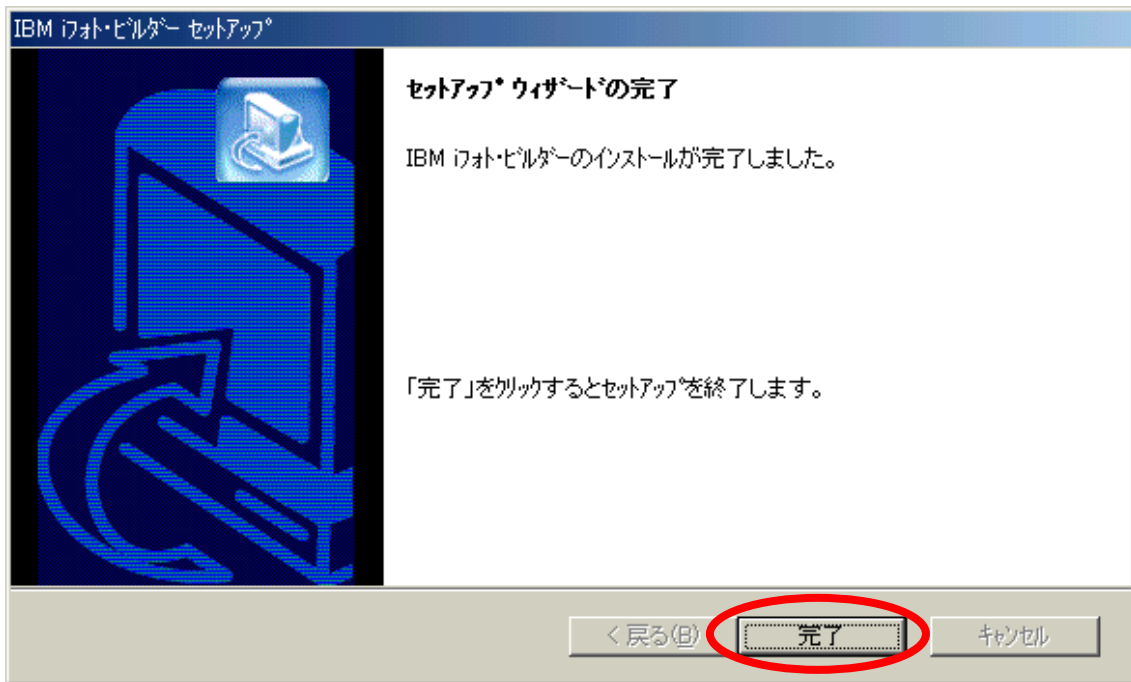 IBM iﾌｫﾄ･ﾋﾞﾙﾀﾞｰ ｾｯﾄｱｯﾌﾟ
ｾｯﾄｱｯﾌﾟ ｳｨｻﾞｰﾄﾞの完了
IBM iﾌｫﾄ･ﾋﾞﾙﾀﾞｰのｲﾝｽﾄｰﾙが完了しました。
「完了」をｸﾘｯｸするとｾｯﾄｱｯﾌﾟを終了します。
< 戻る(B)
完了
ｷｬﾝｾﾙ